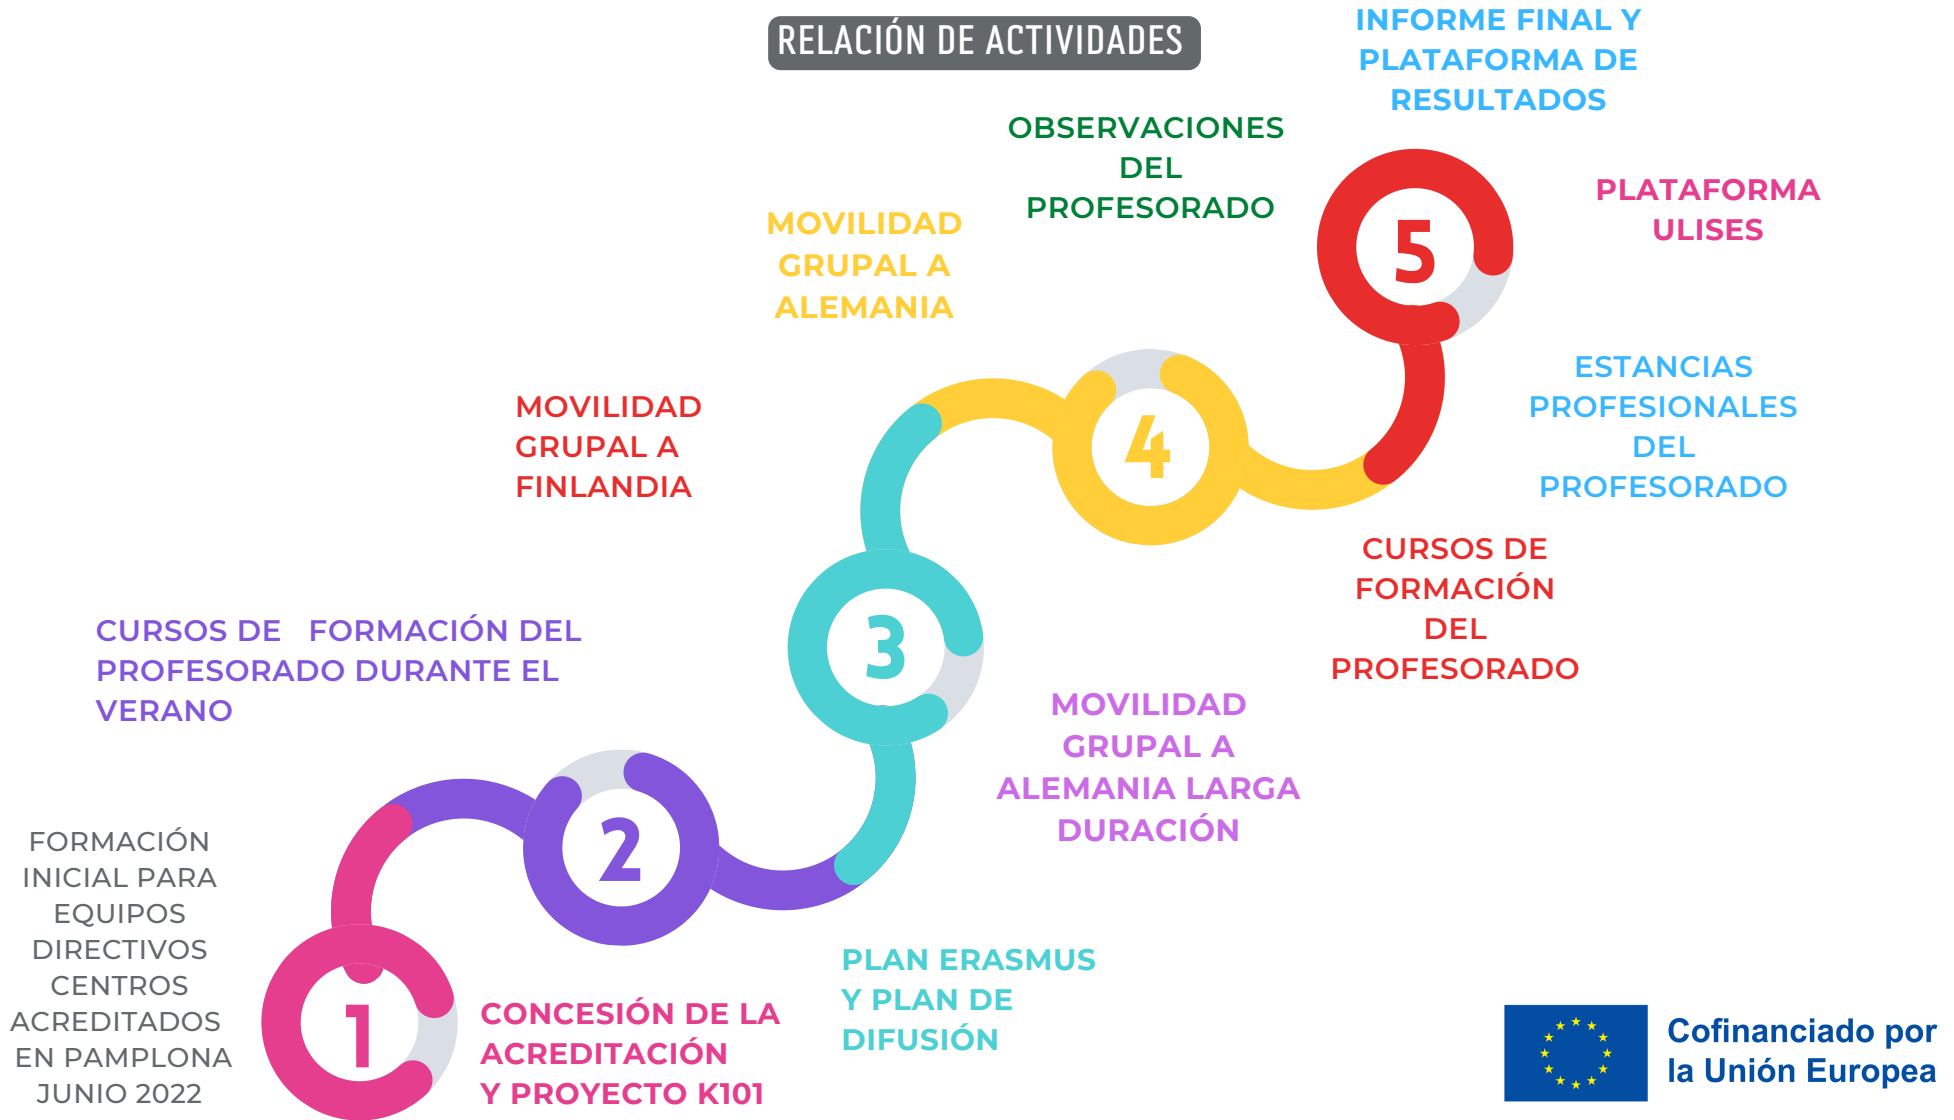 RELACIÓN DE ACTIVIDADES
INFORME FINAL Y
PLATAFORMA DE
RESULTADOS
OBSERVACIONES
DEL
PROFESORADO
PLATAFORMA
ULISES
MOVILIDAD
GRUPAL A
ALEMANIA
5
ESTANCIAS
PROFESIONALES
DEL
PROFESORADO
MOVILIDAD
GRUPAL A
FINLANDIA
4
CURSOS DE
FORMACIÓN
DEL
PROFESORADO
CURSOS DE FORMACIÓN DEL
PROFESORADO DURANTE EL
VERANO
3
MOVILIDAD
GRUPAL A
ALEMANIA LARGA
DURACIÓN
2
FORMACIÓN
INICIAL PARA
EQUIPOS
DIRECTIVOS
CENTROS
ACREDITADOS
EN PAMPLONA
JUNIO 2022
1
CONCESIÓN DE LA
ACREDITACIÓN
Y PROYECTO K101
PLAN ERASMUS
Y PLAN DE
DIFUSIÓN
Cofinanciado por
la Unión Europea